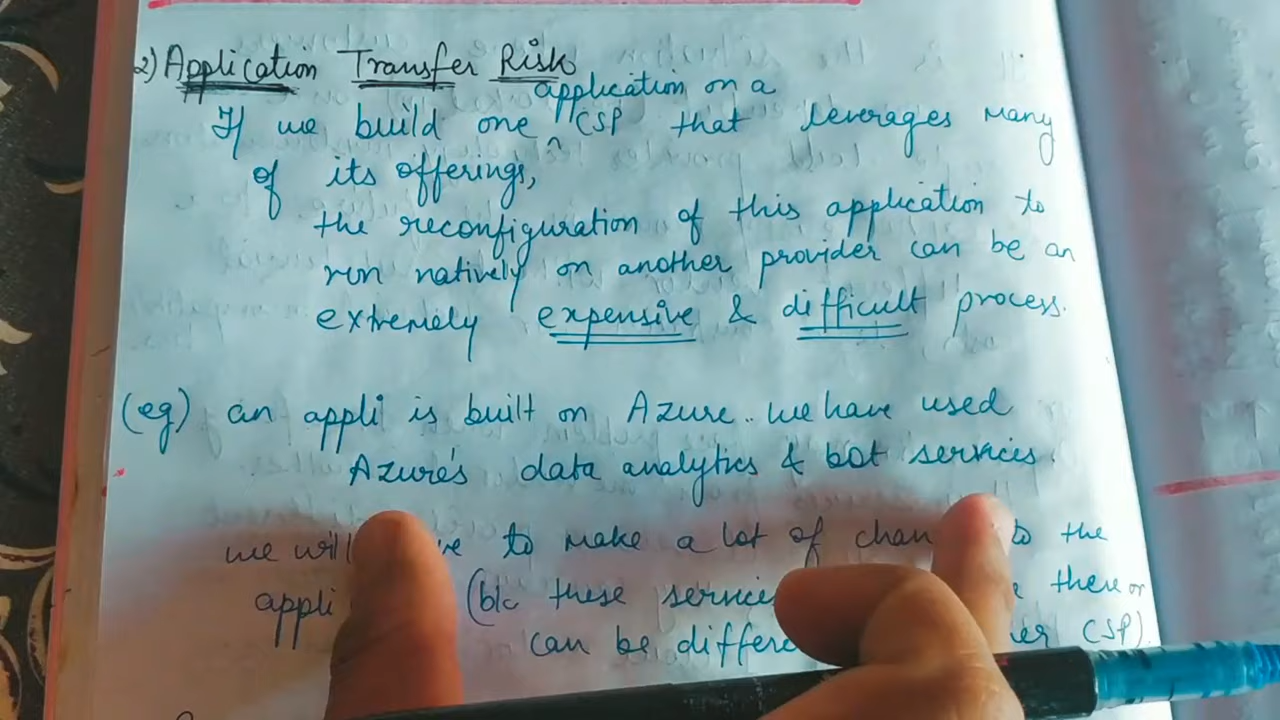 2) Application Transfer Risk
application on a
If we build one ^ CSP that leverages many
of its offerings,
the reconfiguration of this application to
run natively on another provider can be an
extremely expensive & difficult process.
(eg) an appli is built on Azure.. we have used
Azure's data analytics & bot services.
we will to make a lot of to the
appli (b/c these there or
can be CSP).